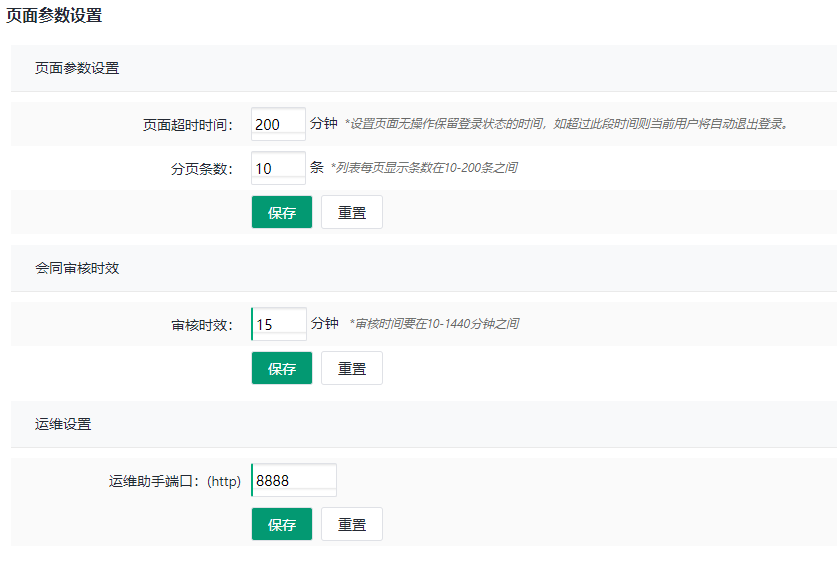 页面参数设置
页面参数设置
页面超时时间： 200 分钟 *设置页面无操作保留登录状态的时间，如超过此段时间则当前用户将自动退出登录。
分页条数： 10 条 *列表每页显示条数在10-200条之间
保存 重置
会同审核时效
审核时效： 15 分钟 *审核时间要在10-1440分钟之间
保存 重置
运维设置
运维助手端口：(http) 8888
保存 重置